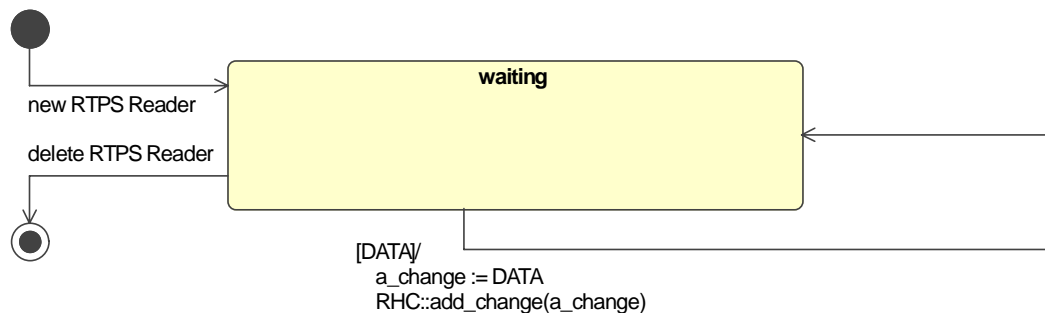 waiting
new RTPS Reader
delete RTPS Reader
[DATA]/
a_change := DATA
RHC::add_change(a_change)